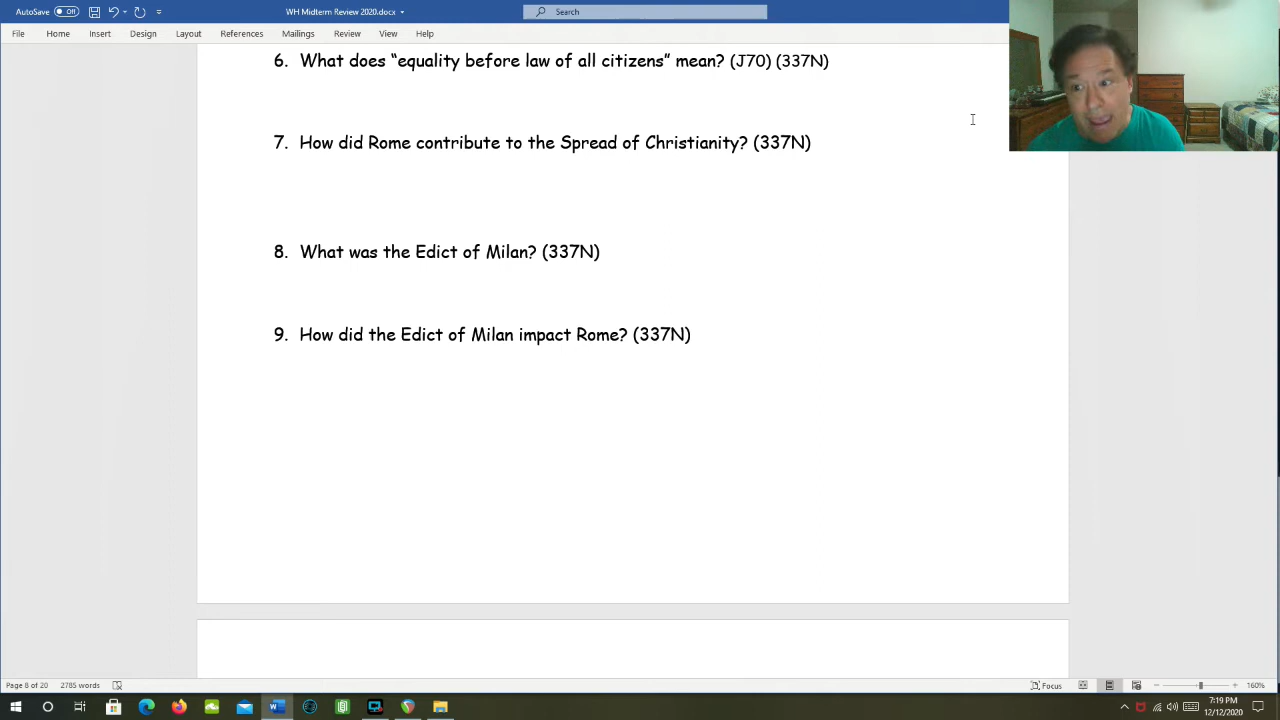 AutoSave Off
WH Midterm Review 2020.docx
Search
File Home Insert Design Layout References Mailings Review View Help
6. What does “equality before law of all citizens” mean? (J70) (337N)
7. How did Rome contribute to the Spread of Christianity? (337N)
8. What was the Edict of Milan? (337N)
9. How did the Edict of Milan impact Rome? (337N)
Page 8 of 20 2785 words Focus 160%
7:19 PM
12/12/2020